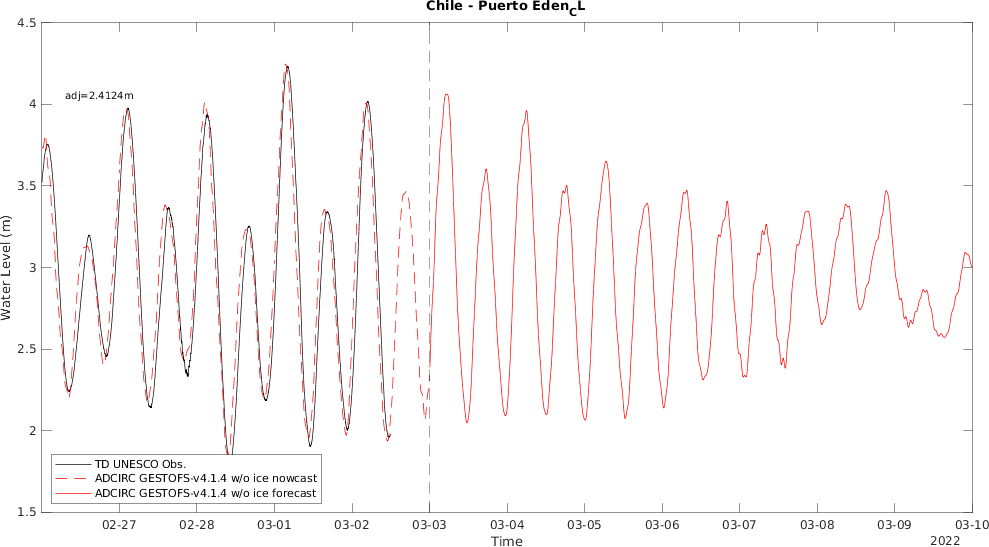 Chile - Puerto Eden_CL
4.5
adj=2.4124m
4
3.5
Water Level (m)
3
2.5
2
TD UNESCO Obs.
ADCIRC GESTOFS-v4.1.4 w/o ice nowcast
ADCIRC GESTOFS-v4.1.4 w/o ice forecast
1.5
02-27 02-28 03-01 03-02 03-03 03-04 03-05 03-06 03-07 03-08 03-09 03-10
Time
2022